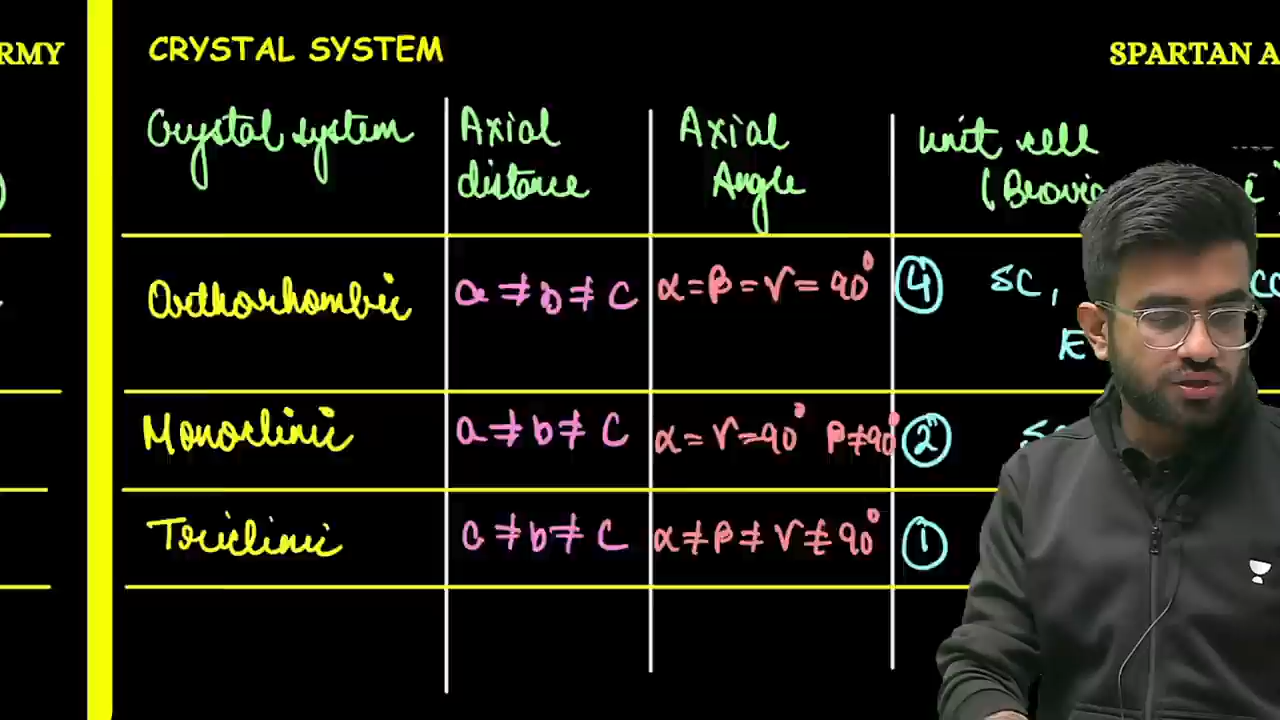 RMY
CRYSTAL SYSTEM
SPARTAN A
Crystal system
Axial
distance
Axial
Angle
unit cell
)
Orthorhombic
a ≠ b ≠ c
α = β = γ = 90°
④ SC,
Monoclinic
a ≠ b ≠ c
α = γ = 90° β ≠ 90°
②
Triclinic
a ≠ b ≠ c
α ≠ β ≠ γ ≠ 90°
①